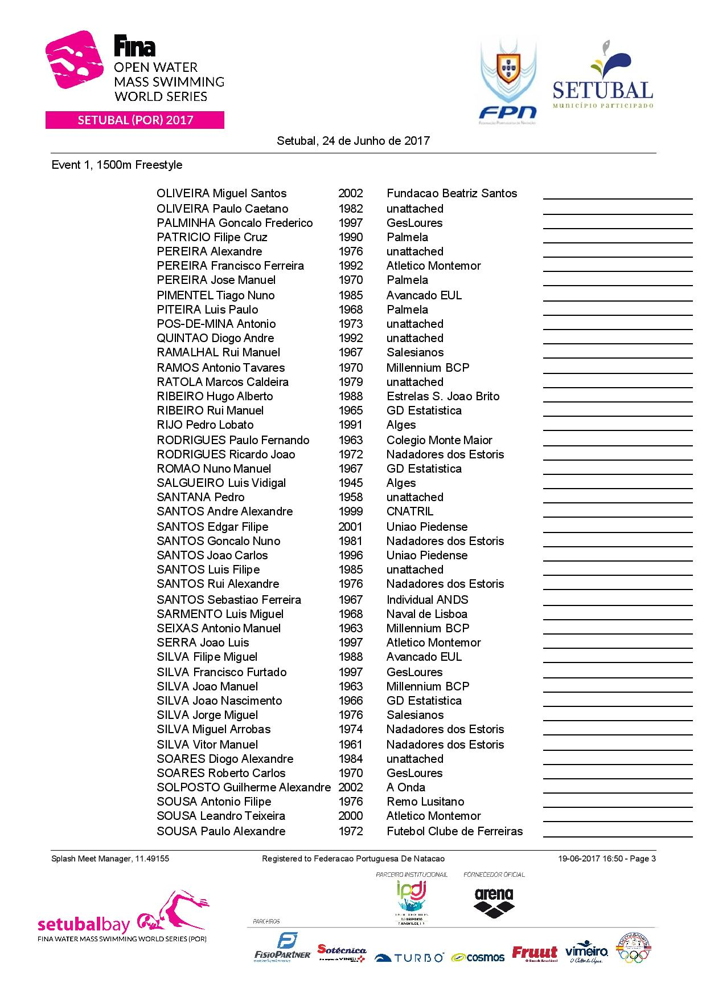 Fina
OPEN WATER
MASS SWIMMING
WORLD SERIES
SETUBAL (POR) 2017
FPN
FEDERAÇÃO PORTUGUESA DE NATAÇÃO
SETUBAL
MUNICÍPIO PARTICIPADO
Setubal, 24 de Junho de 2017
Event 1, 1500m Freestyle
OLIVEIRA Miguel Santos 2002 Fundacao Beatriz Santos
OLIVEIRA Paulo Caetano 1982 unattached
PALMINHA Goncalo Frederico 1997 GesLoures
PATRICIO Filipe Cruz 1990 Palmela
PEREIRA Alexandre 1976 unattached
PEREIRA Francisco Ferreira 1992 Atletico Montemor
PEREIRA Jose Manuel 1970 Palmela
PIMENTEL Tiago Nuno 1985 Avancado EUL
PITEIRA Luis Paulo 1968 Palmela
POS-DE-MINA Antonio 1973 unattached
QUINTAO Diogo Andre 1992 unattached
RAMALHAL Rui Manuel 1967 Salesianos
RAMOS Antonio Tavares 1970 Millennium BCP
RATOLA Marcos Caldeira 1979 unattached
RIBEIRO Hugo Alberto 1988 Estrelas S. Joao Brito
RIBEIRO Rui Manuel 1965 GD Estatistica
RIJO Pedro Lobato 1991 Alges
RODRIGUES Paulo Fernando 1963 Colegio Monte Maior
RODRIGUES Ricardo Joao 1972 Nadadores dos Estoris
ROMAO Nuno Manuel 1967 GD Estatistica
SALGUEIRO Luis Vidigal 1945 Alges
SANTANA Pedro 1958 unattached
SANTOS Andre Alexandre 1999 CNATRIL
SANTOS Edgar Filipe 2001 Uniao Piedense
SANTOS Goncalo Nuno 1981 Nadadores dos Estoris
SANTOS Joao Carlos 1996 Uniao Piedense
SANTOS Luis Filipe 1985 unattached
SANTOS Rui Alexandre 1976 Nadadores dos Estoris
SANTOS Sebastiao Ferreira 1967 Individual ANDS
SARMENTO Luis Miguel 1968 Naval de Lisboa
SEIXAS Antonio Manuel 1963 Millennium BCP
SERRA Joao Luis 1997 Atletico Montemor
SILVA Filipe Miguel 1988 Avancado EUL
SILVA Francisco Furtado 1997 GesLoures
SILVA Joao Manuel 1963 Millennium BCP
SILVA Joao Nascimento 1966 GD Estatistica
SILVA Jorge Miguel 1976 Salesianos
SILVA Miguel Arrobas 1974 Nadadores dos Estoris
SILVA Vitor Manuel 1961 Nadadores dos Estoris
SOARES Diogo Alexandre 1984 unattached
SOARES Roberto Carlos 1970 GesLoures
SOLPOSTO Guilherme Alexandre 2002 A Onda
SOUSA Antonio Filipe 1976 Remo Lusitano
SOUSA Leandro Teixeira 2000 Atletico Montemor
SOUSA Paulo Alexandre 1972 Futebol Clube de Ferreiras
Splash Meet Manager, 11.49155 Registered to Federacao Portuguesa De Natacao 19-06-2017 16:50 - Page 3
PARCEIRO INSTITUCIONAL FORNECEDOR OFICIAL
ipdj
DO DESPORTO
arena
setubalbay
FINA WATER MASS SWIMMING WORLD SERIES (POR)
PARCEIROS
FISIOPARTNER
Sotécnica
VINCI
TURBO
cosmos
Fruut
vimeiro